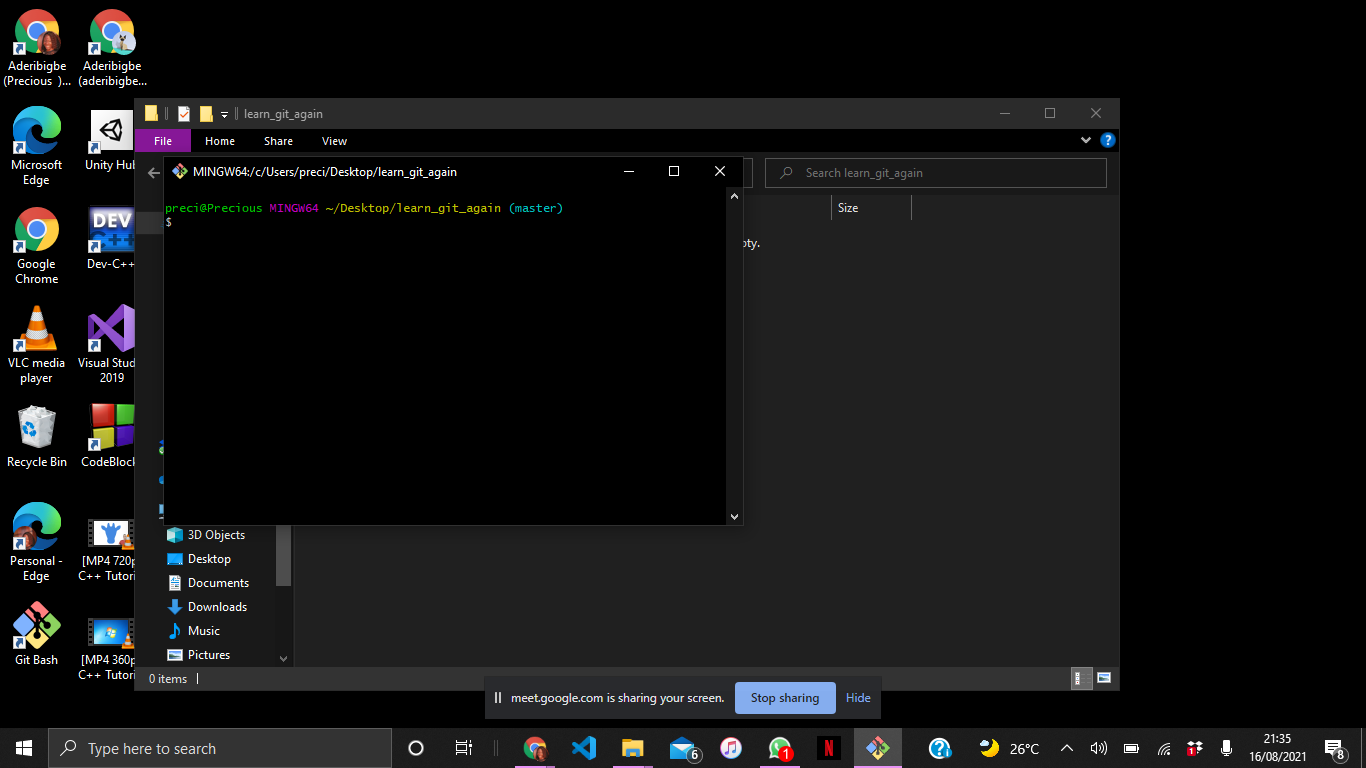 Aderibigbe
(Precious )...
Aderibigbe
(aderibigbe...
Microsoft
Edge
Unity Hub
Google
Chrome
DEV
C++
Dev-C++
VLC media
player
Visual Stud
2019
Recycle Bin
CodeBlock
Personal -
Edge
[MP4 720p
C++ Tutori
Git Bash
[MP4 360p
C++ Tutori
learn_git_again
File Home Share View
Search learn_git_again
Size
pty.
MINGW64:/c/Users/preci/Desktop/learn_git_again
preci@Precious MINGW64 ~/Desktop/learn_git_again (master)
$
3D Objects
Desktop
Documents
Downloads
Music
Pictures
0 items
meet.google.com is sharing your screen. Stop sharing Hide
Type here to search
6
1
N
26°C
1
21:35
16/08/2021
8